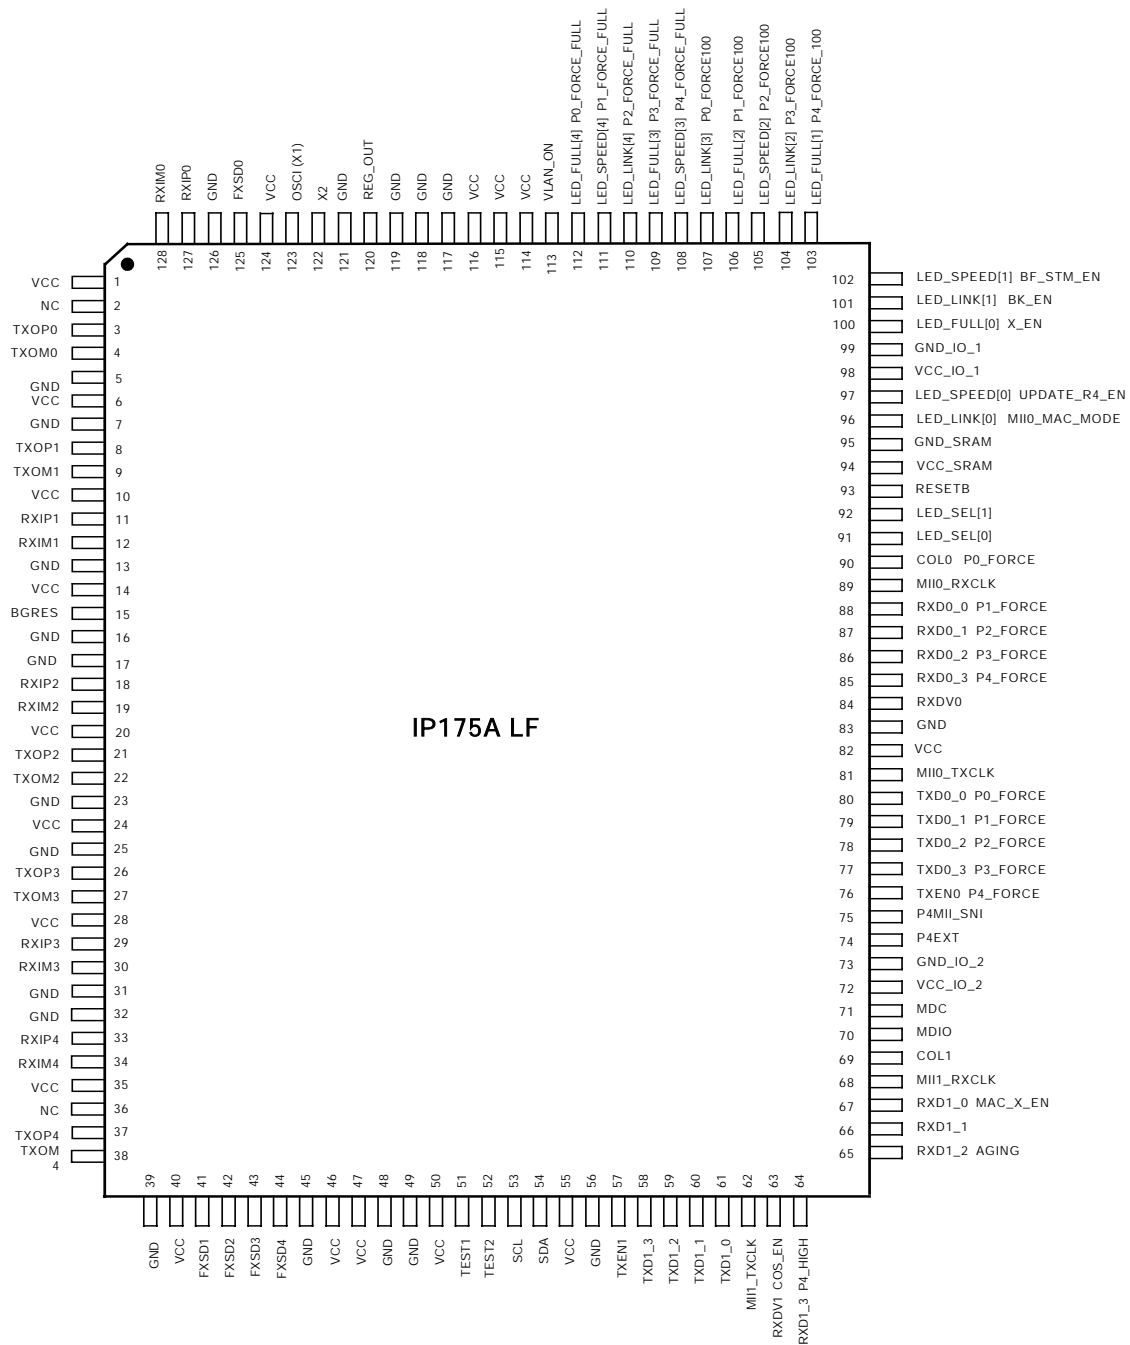 RXIM0
RXIP0
GND
FXSD0
VCC
OSCI (X1)
X2
GND
REG_OUT
GND
GND
GND
VCC
VCC
VCC
VLAN_ON
LED_FULL[4] P0_FORCE_FULL
LED_SPEED[4] P1_FORCE_FULL
LED_LINK[4] P2_FORCE_FULL
LED_FULL[3] P3_FORCE_FULL
LED_SPEED[3] P4_FORCE_FULL
LED_LINK[3] P0_FORCE100
LED_FULL[2] P1_FORCE100
LED_SPEED[2] P2_FORCE100
LED_LINK[2] P3_FORCE100
LED_FULL[1] P4_FORCE_100
128
127
126
125
124
123
122
121
120
119
118
117
116
115
114
113
112
111
110
109
108
107
106
105
104
103
VCC 1
NC 2
TXOP0 3
TXOM0 4
GND 5
VCC 6
GND 7
TXOP1 8
TXOM1 9
VCC 10
RXIP1 11
RXIM1 12
GND 13
VCC 14
BGRES 15
GND 16
GND 17
RXIP2 18
RXIM2 19
VCC 20
TXOP2 21
TXOM2 22
GND 23
VCC 24
GND 25
TXOP3 26
TXOM3 27
VCC 28
RXIP3 29
RXIM3 30
GND 31
GND 32
RXIP4 33
RXIM4 34
VCC 35
NC 36
TXOP4 37
TXOM 38
4
IP175A LF
102 LED_SPEED[1] BF_STM_EN
101 LED_LINK[1] BK_EN
100 LED_FULL[0] X_EN
99 GND_IO_1
98 VCC_IO_1
97 LED_SPEED[0] UPDATE_R4_EN
96 LED_LINK[0] MII0_MAC_MODE
95 GND_SRAM
94 VCC_SRAM
93 RESETB
92 LED_SEL[1]
91 LED_SEL[0]
90 COL0 P0_FORCE
89 MII0_RXCLK
88 RXD0_0 P1_FORCE
87 RXD0_1 P2_FORCE
86 RXD0_2 P3_FORCE
85 RXD0_3 P4_FORCE
84 RXDV0
83 GND
82 VCC
81 MII0_TXCLK
80 TXD0_0 P0_FORCE
79 TXD0_1 P1_FORCE
78 TXD0_2 P2_FORCE
77 TXD0_3 P3_FORCE
76 TXEN0 P4_FORCE
75 P4MII_SNI
74 P4EXT
73 GND_IO_2
72 VCC_IO_2
71 MDC
70 MDIO
69 COL1
68 MII1_RXCLK
67 RXD1_0 MAC_X_EN
66 RXD1_1
65 RXD1_2 AGING
39
40
41
42
43
44
45
46
47
48
49
50
51
52
53
54
55
56
57
58
59
60
61
62
63
64
GND
VCC
FXSD1
FXSD2
FXSD3
FXSD4
GND
VCC
VCC
GND
GND
VCC
TEST1
TEST2
SCL
SDA
VCC
GND
TXEN1
TXD1_3
TXD1_2
TXD1_1
TXD1_0
MII1_TXCLK
RXDV1 COS_EN
RXD1_3 P4_HIGH